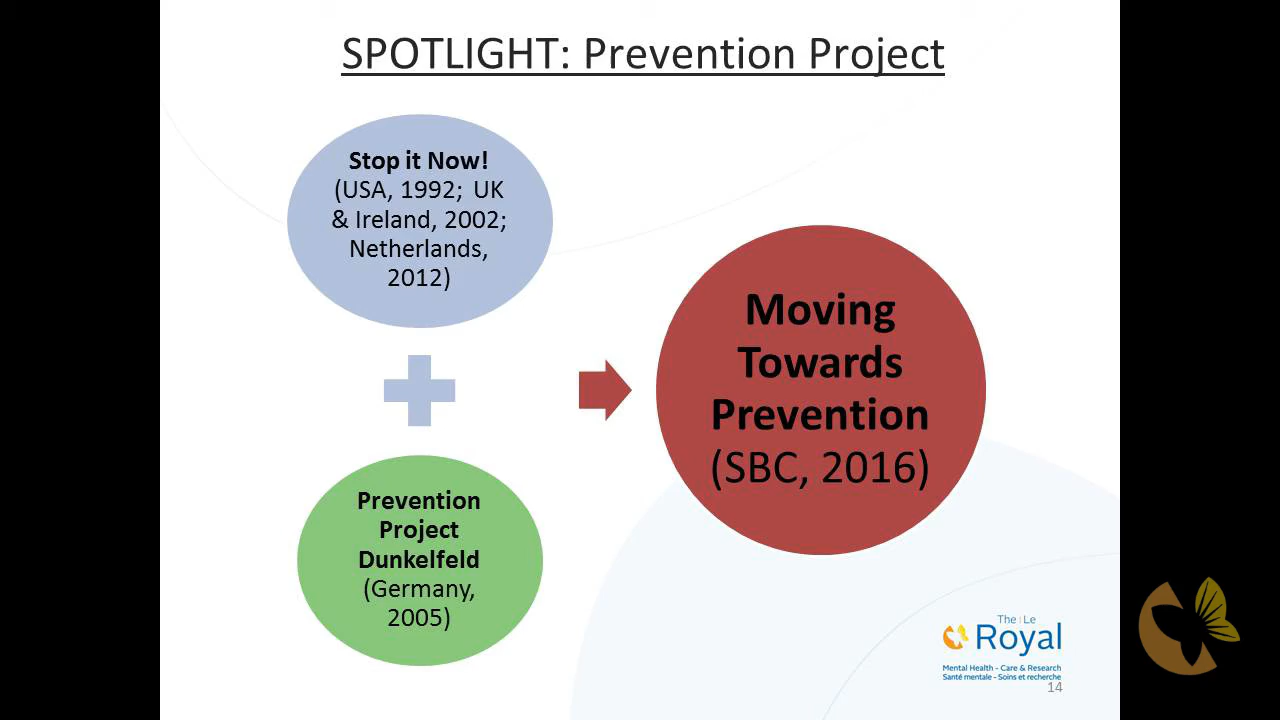 SPOTLIGHT: Prevention Project
Stop it Now!
(USA, 1992; UK
& Ireland, 2002;
Netherlands,
2012)
Prevention
Project
Dunkelfeld
(Germany,
2005)
Moving
Towards
Prevention
(SBC, 2016)
The | Le
Royal
Mental Health - Care & Research
Santé mentale - Soins et recherche
14